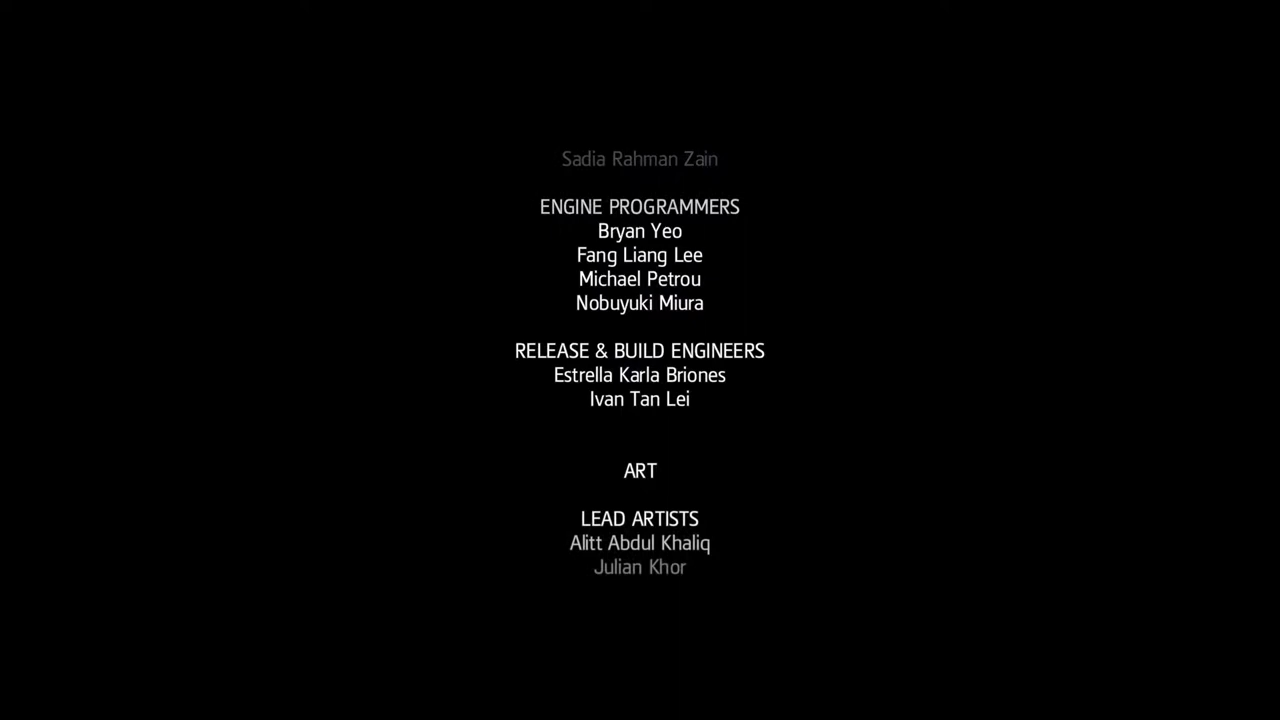 Sadia Rahman Zain
ENGINE PROGRAMMERS
Bryan Yeo
Fang Liang Lee
Michael Petrou
Nobuyuki Miura
RELEASE & BUILD ENGINEERS
Estrella Karla Briones
Ivan Tan Lei
ART
LEAD ARTISTS
Alitt Abdul Khaliq
Julian Khor